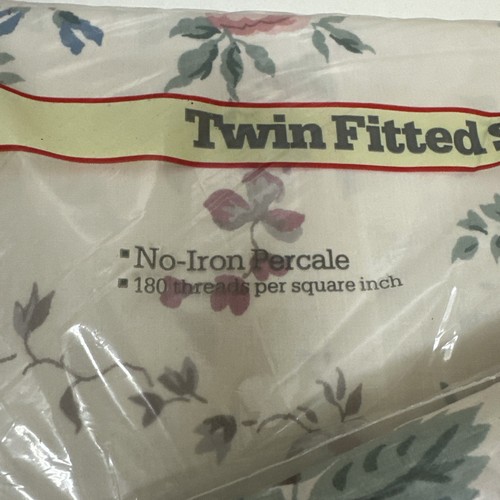 Twin Fitted
No-Iron Percale
180 threads per square inch